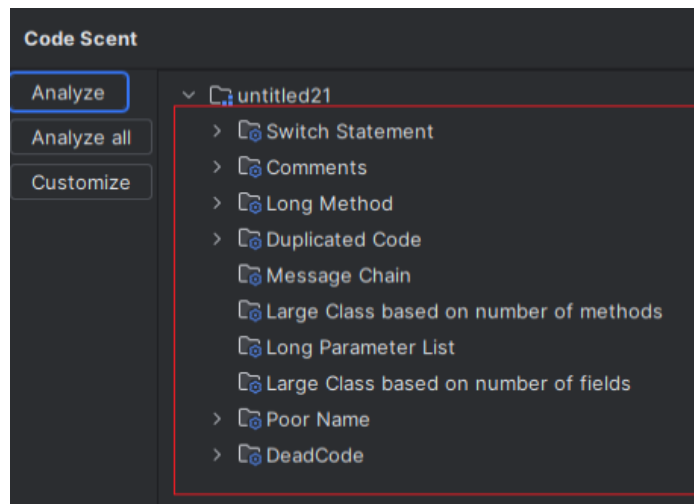 Code Scent
Analyze
Analyze all
Customize
untitled21
Switch Statement
Comments
Long Method
Duplicated Code
Message Chain
Large Class based on number of methods
Long Parameter List
Large Class based on number of fields
Poor Name
DeadCode